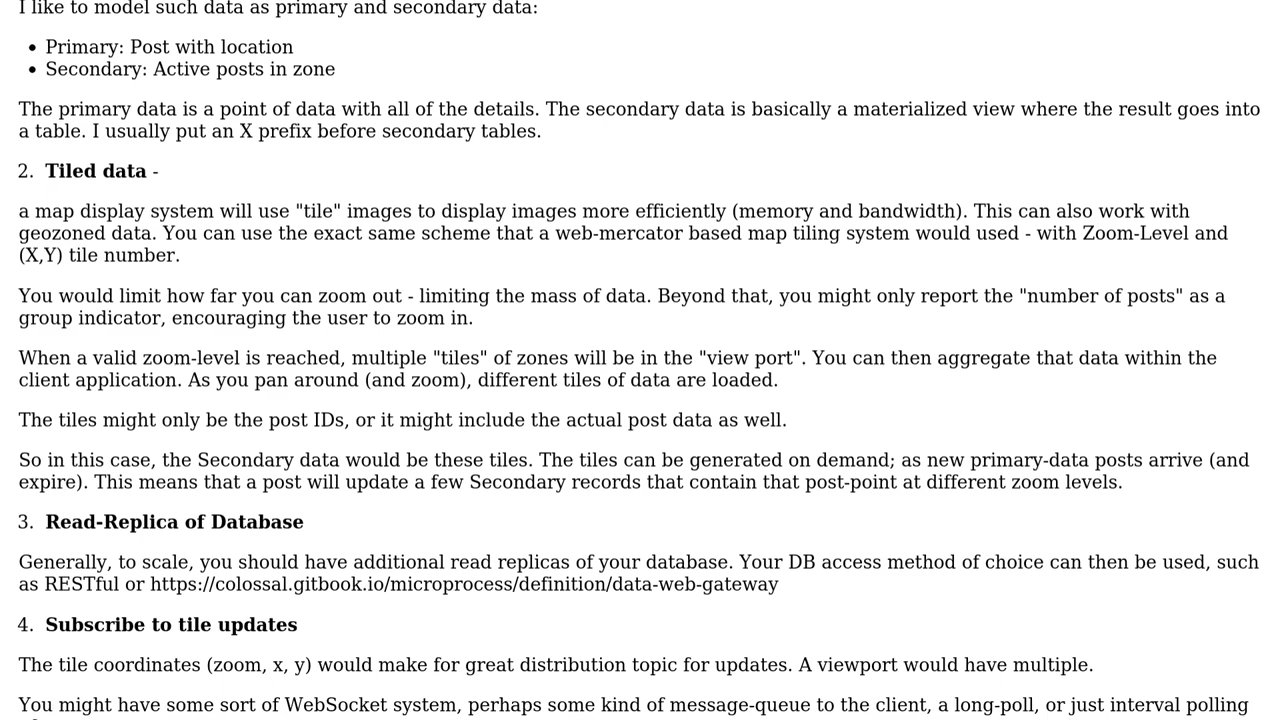 I like to model such data as primary and secondary data:
• Primary: Post with location
• Secondary: Active posts in zone
The primary data is a point of data with all of the details. The secondary data is basically a materialized view where the result goes into
a table. I usually put an X prefix before secondary tables.
2. Tiled data -
a map display system will use "tile" images to display images more efficiently (memory and bandwidth). This can also work with
geozoned data. You can use the exact same scheme that a web-mercator based map tiling system would used - with Zoom-Level and
(X,Y) tile number.
You would limit how far you can zoom out - limiting the mass of data. Beyond that, you might only report the "number of posts" as a
group indicator, encouraging the user to zoom in.
When a valid zoom-level is reached, multiple "tiles" of zones will be in the "view port". You can then aggregate that data within the
client application. As you pan around (and zoom), different tiles of data are loaded.
The tiles might only be the post IDs, or it might include the actual post data as well.
So in this case, the Secondary data would be these tiles. The tiles can be generated on demand; as new primary-data posts arrive (and
expire). This means that a post will update a few Secondary records that contain that post-point at different zoom levels.
3. Read-Replica of Database
Generally, to scale, you should have additional read replicas of your database. Your DB access method of choice can then be used, such
as RESTful or https://colossal.gitbook.io/microprocess/definition/data-web-gateway
4. Subscribe to tile updates
The tile coordinates (zoom, x, y) would make for great distribution topic for updates. A viewport would have multiple.
You might have some sort of WebSocket system, perhaps some kind of message-queue to the client, a long-poll, or just interval polling